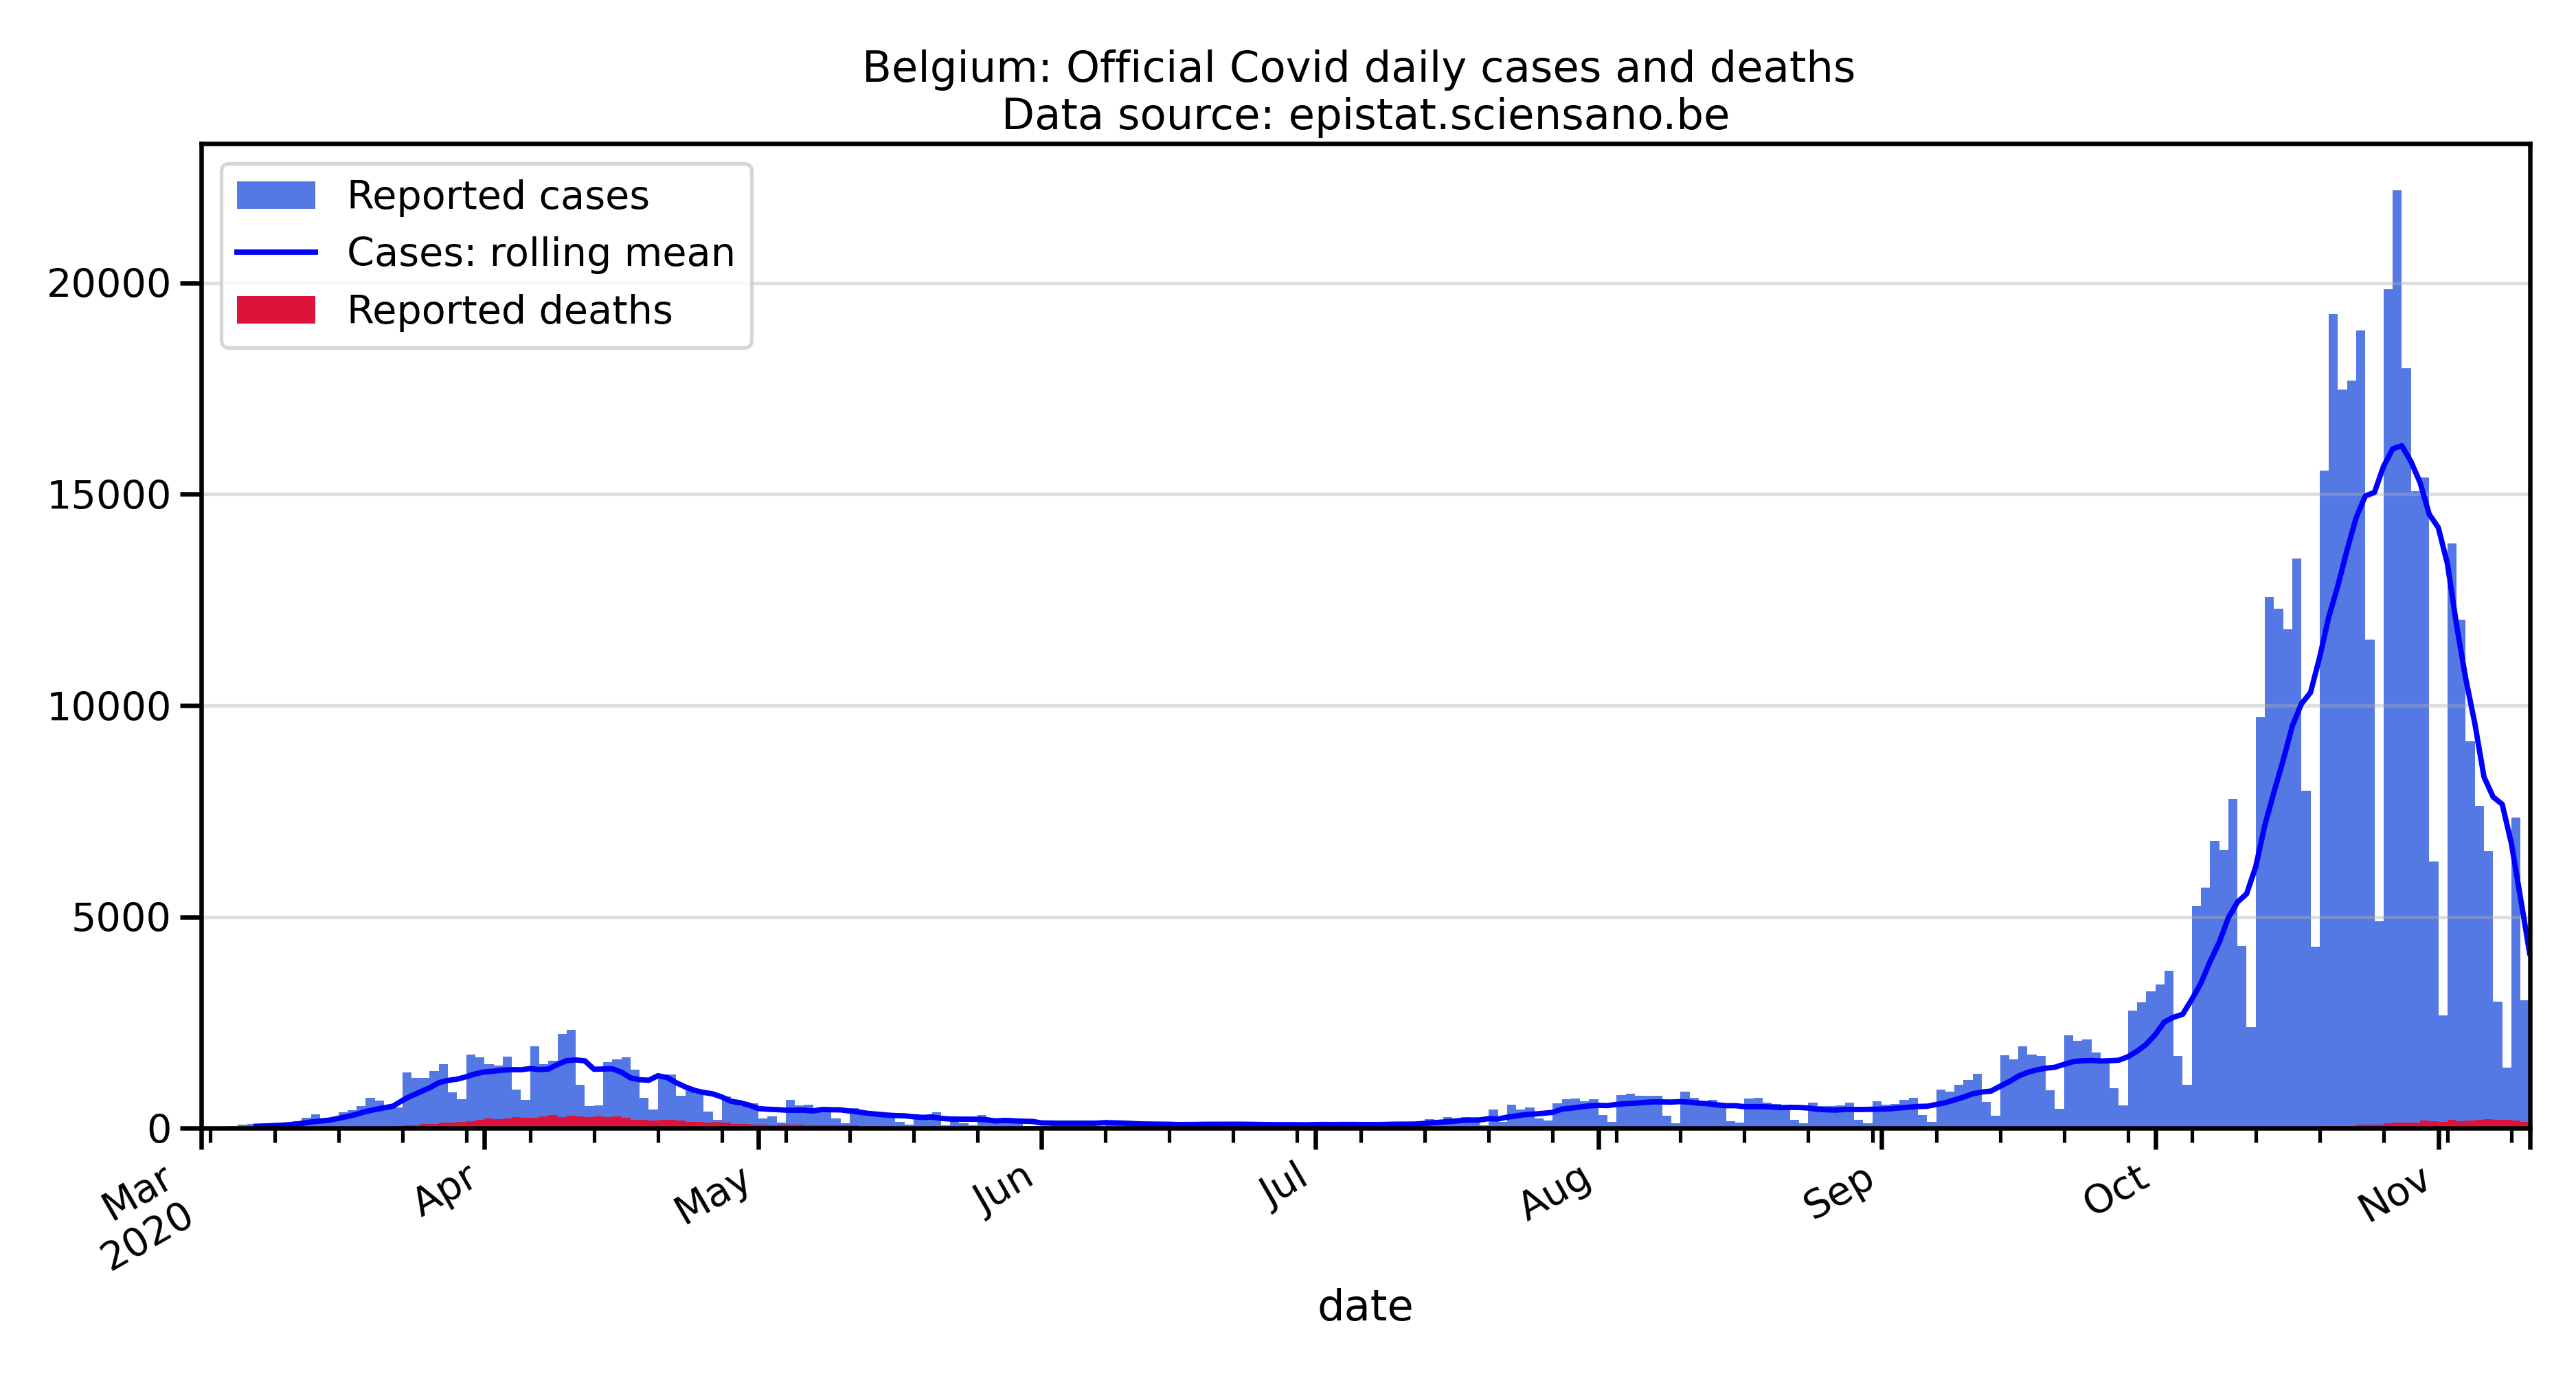 Belgium: Official Covid daily cases and deaths
Data source: epistat.sciensano.be
Reported cases
Cases: rolling mean
Reported deaths
20000
15000
10000
5000
0
Mar
2020
Apr
May
Jun
Jul
Aug
Sep
Oct
Nov
date